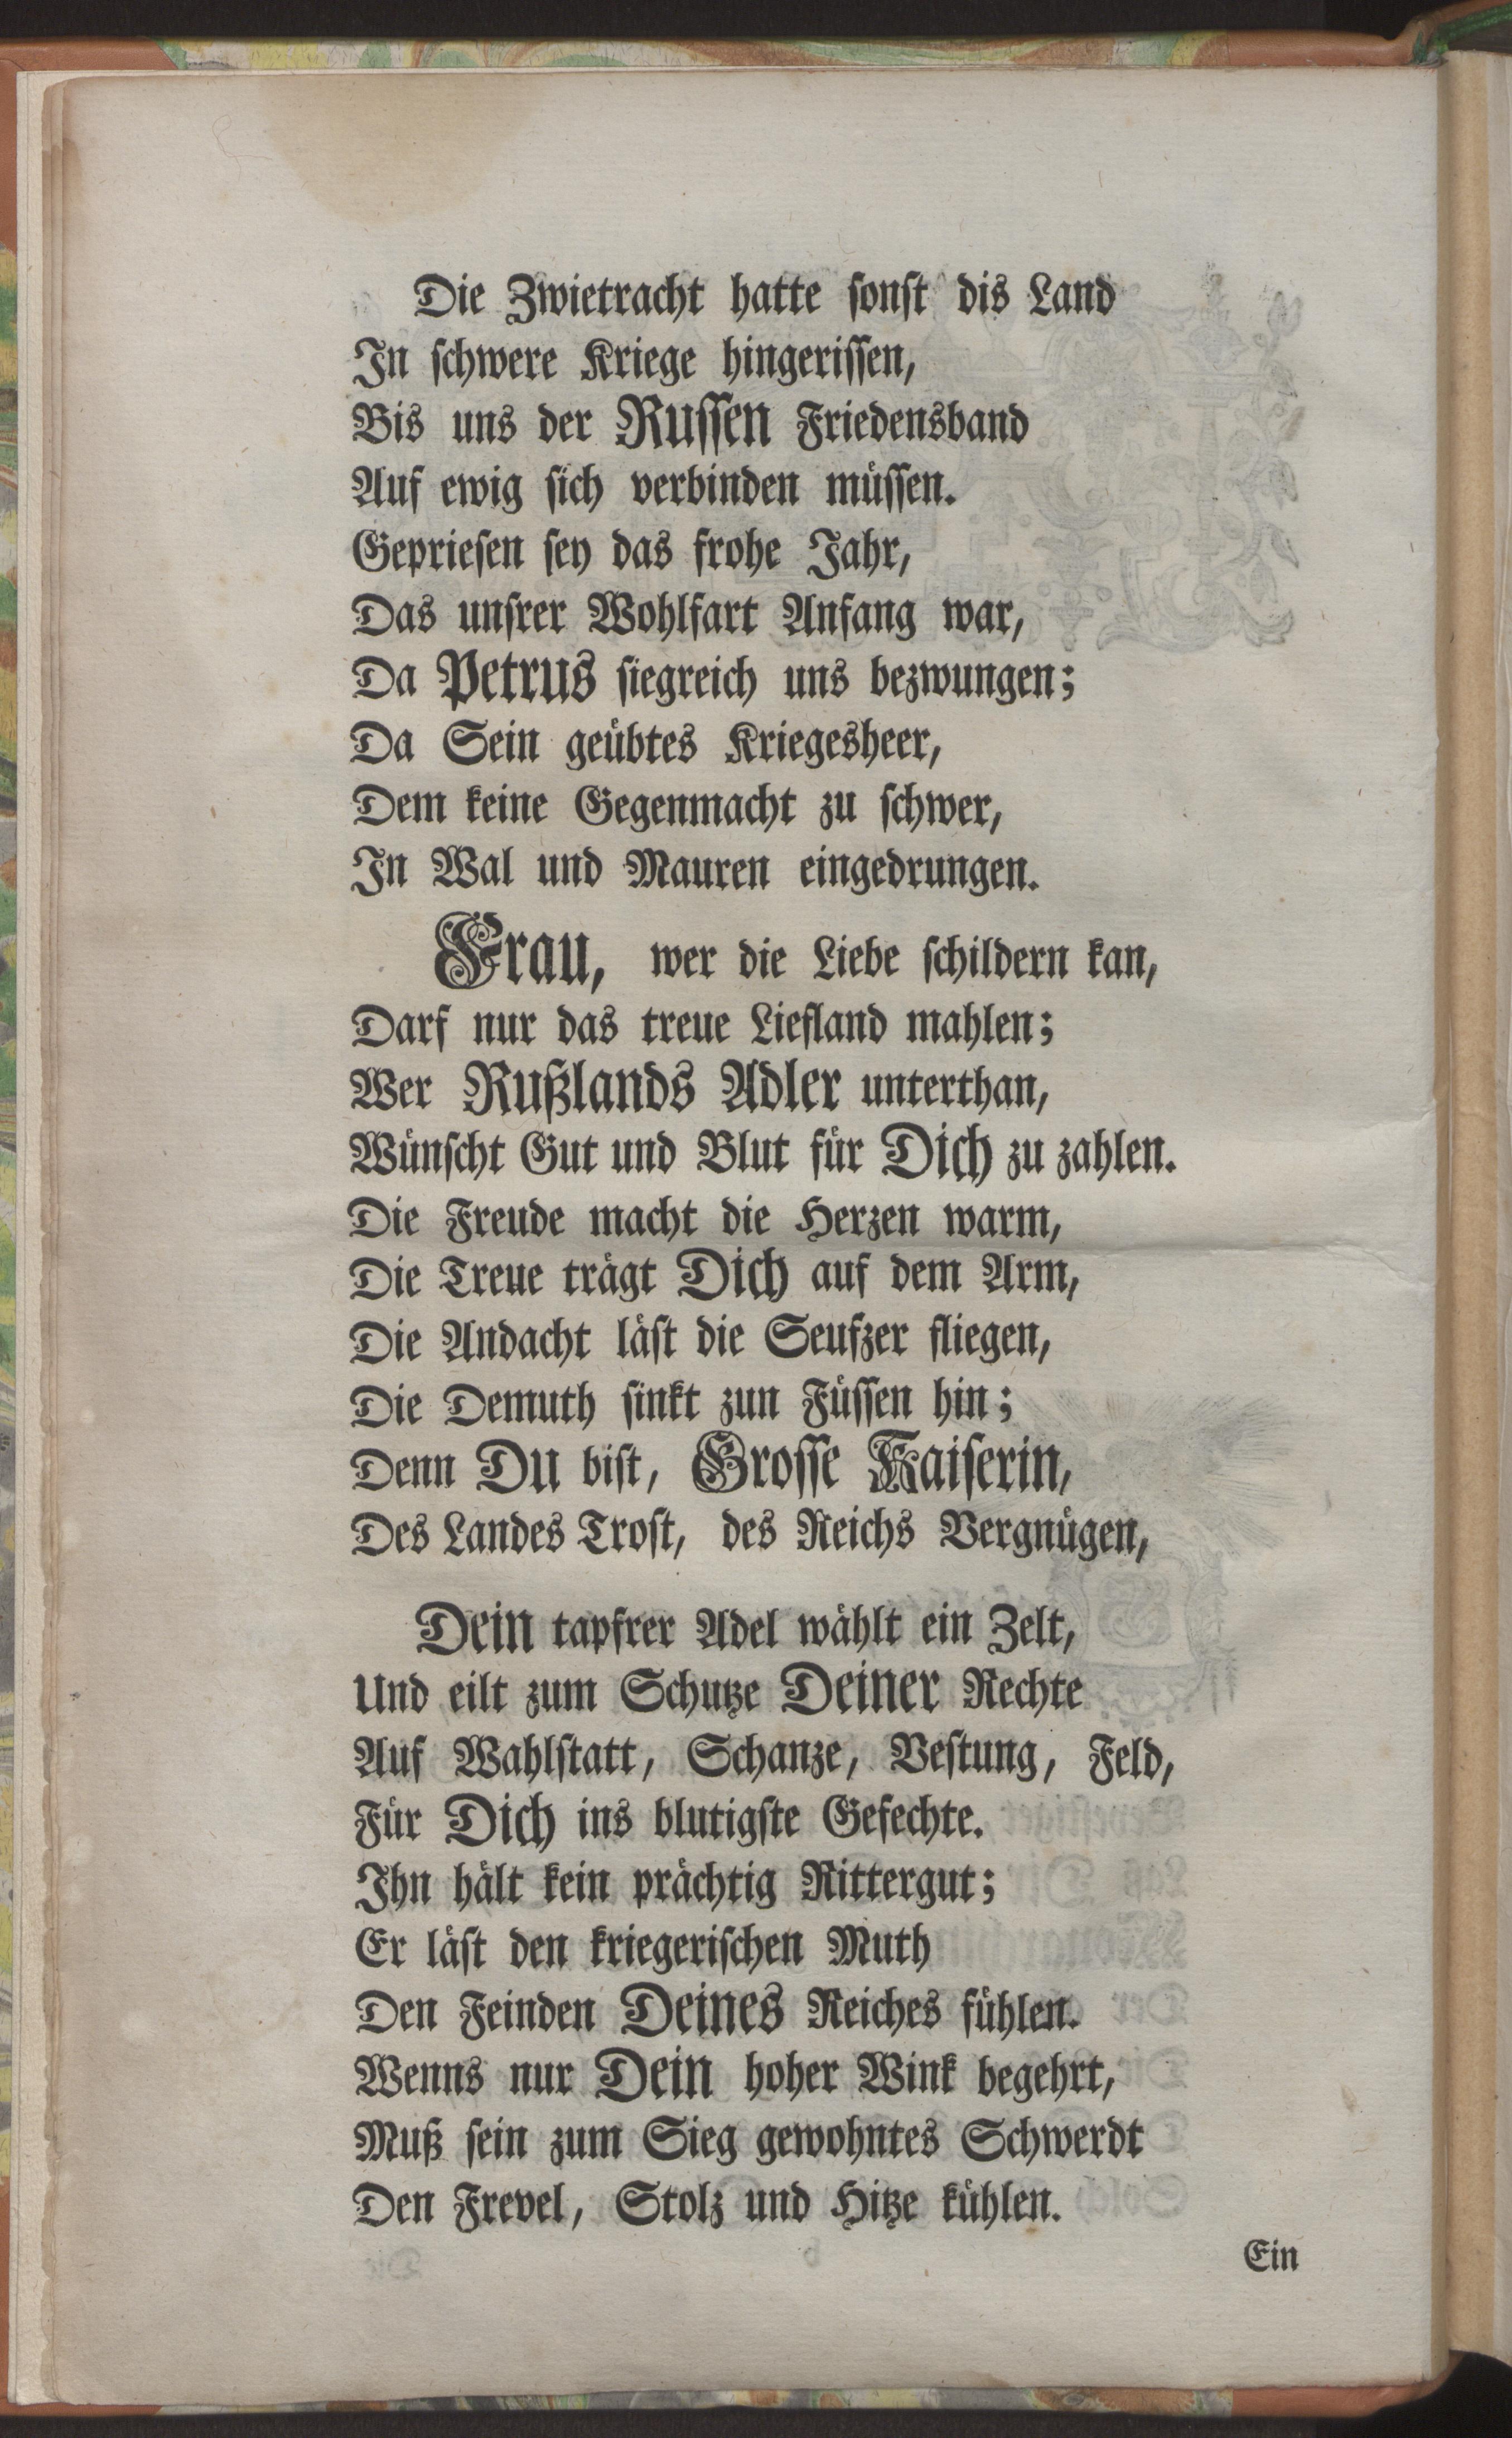 Die Zwietracht hatte sonst dis Land
In schwere Kriege hingerissen,
Bis uns der Russen Friedensband
Auf ewig sich verbinden müssen.
Gepriesen sey das frohe Jahr,
Das unsrer Wohlfart Anfang war,
Da Petrus siegreich uns bezwungen;
Da Sein geübtes Kriegesheer,
Dem keine Gegenmacht zu schwer,
In Wal und Mauren eingedrungen.
Frau, wer die Liebe schildern kan,
Darf nur das treue Liefland mahlen;
Wer Rußlands Adler unterthan,
Wünscht Gut und Blut für Dich zu zahlen.
Die Freude macht die Herzen warm,
Die Treue trägt Dich auf dem Arm,
Die Andacht läst die Seufzer fliegen,
Die Demuth sinkt zun Füssen hin;
Denn Du bist, Grosse Kaiserin,
Des Landes Trost, des Reichs Vergnügen,
Dein tapfrer Adel wählt ein Zelt,
Und eilt zum Schutze Deiner Rechte
Auf Wahlstatt, Schanze, Vestung, Feld,
Für Dich ins blutigste Gefechte.
Ihn hält kein prächtig Rittergut;
Er läst den kriegerischen Muth
Den Feinden Deines Reiches fühlen.
Wenns nur Dein hoher Wink begehrt,
Muß sein zum Sieg gewohntes Schwerdt
Den Frevel, Stolz und Hitze kühlen.
Ein